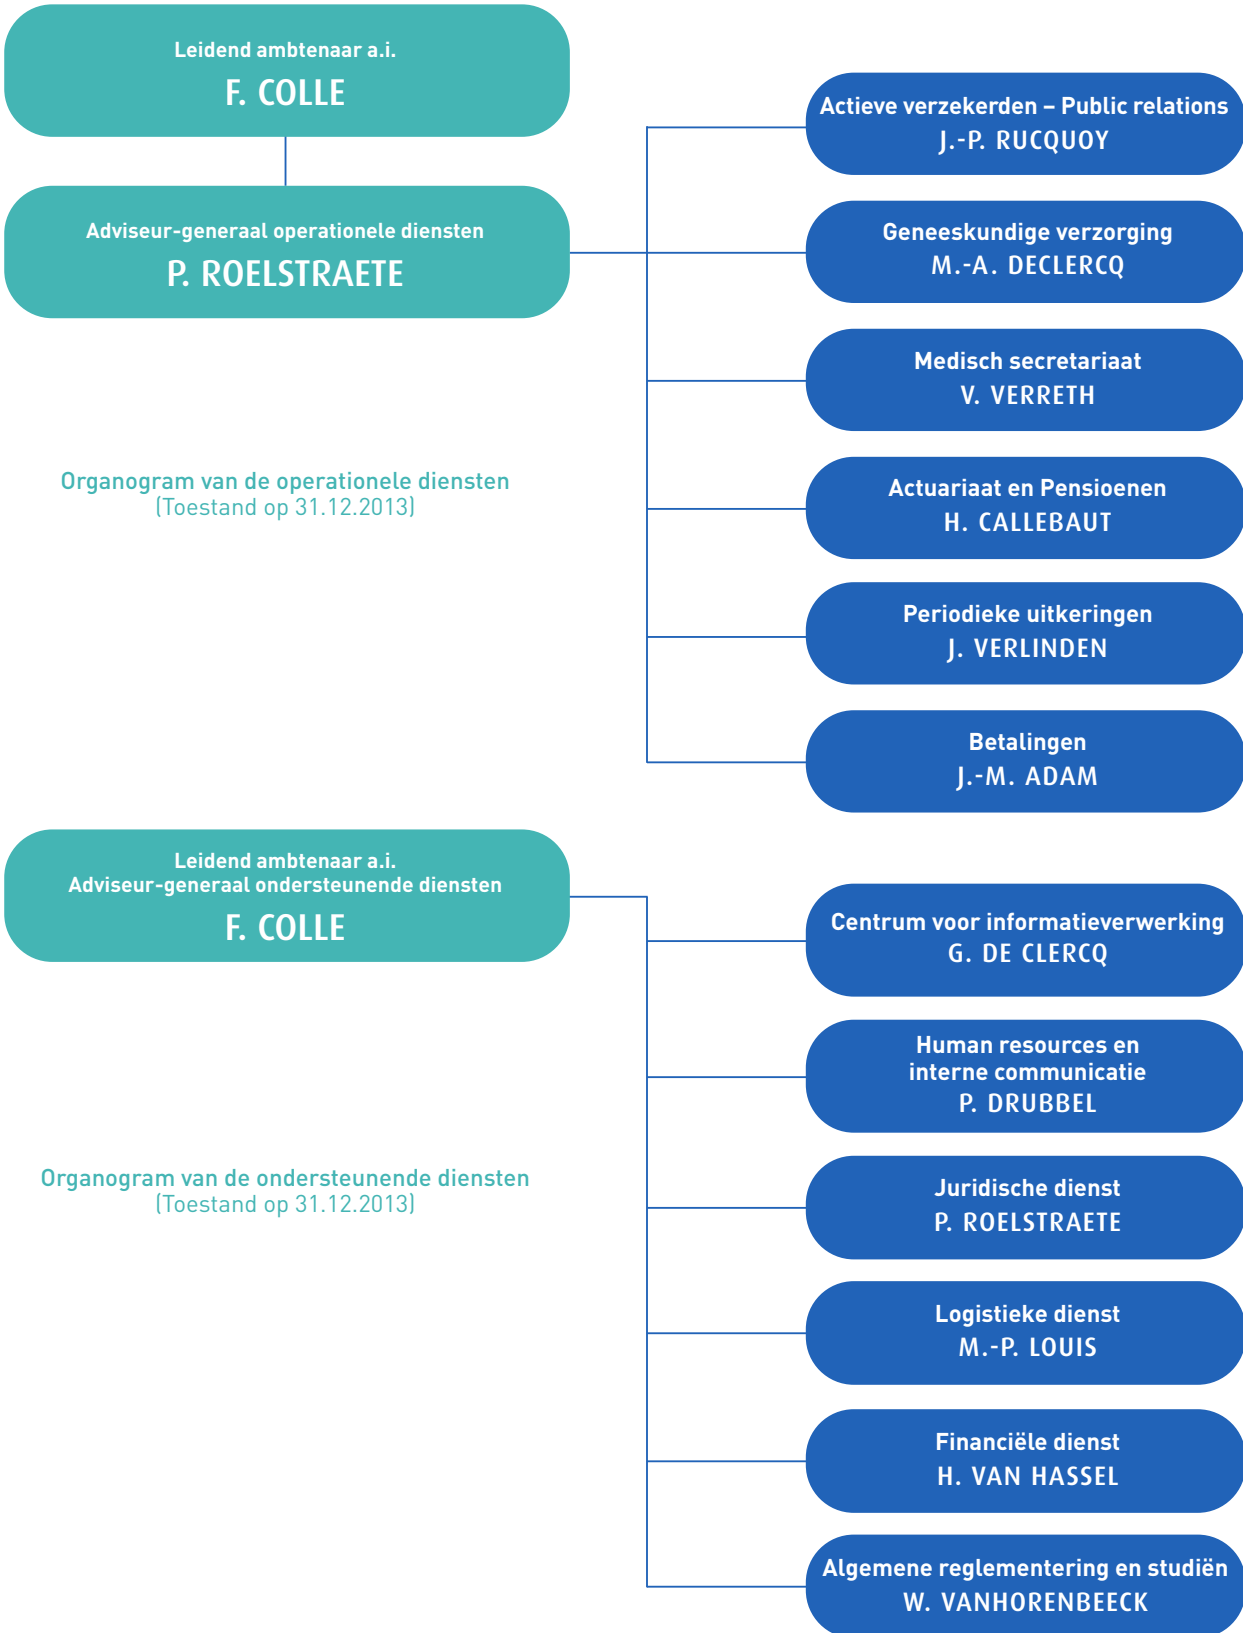 Leidend ambtenaar a.i.
F. COLLE
Adviseur-generaal operationele diensten
P. ROELSTRAETE
Organogram van de operationele diensten
(Toestand op 31.12.2013)
Actieve verzekerden – Public relations
J.-P. RUCQUOY
Geneeskundige verzorging
M.-A. DECLERCQ
Medisch secretariaat
V. VERRETH
Actuariaat en Pensioenen
H. CALLEBAUT
Periodieke uitkeringen
J. VERLINDEN
Betalingen
J.-M. ADAM
Leidend ambtenaar a.i.
Adviseur-generaal ondersteunende diensten
F. COLLE
Organogram van de ondersteunende diensten
(Toestand op 31.12.2013)
Centrum voor informatieverwerking
G. DE CLERCQ
Human resources en
interne communicatie
P. DRUBBEL
Juridische dienst
P. ROELSTRAETE
Logistieke dienst
M.-P. LOUIS
Financiële dienst
H. VAN HASSEL
Algemene reglementering en studiën
W. VANHORENBEECK